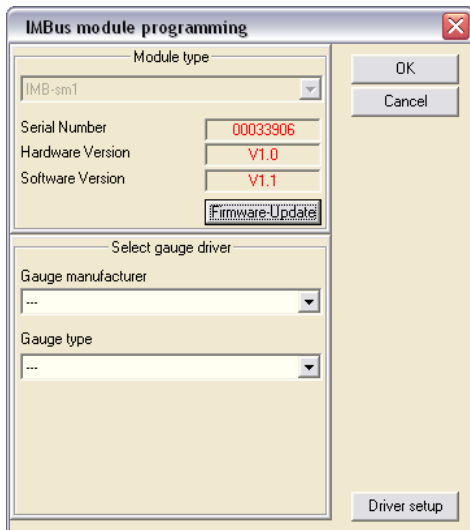 IMBus module programming
Module type
OK
IMB-sm1
Cancel
Serial Number 00033906
Hardware Version V1.0
Software Version V1.1
Firmware-Update
Select gauge driver
Gauge manufacturer
---
Gauge type
---
Driver setup